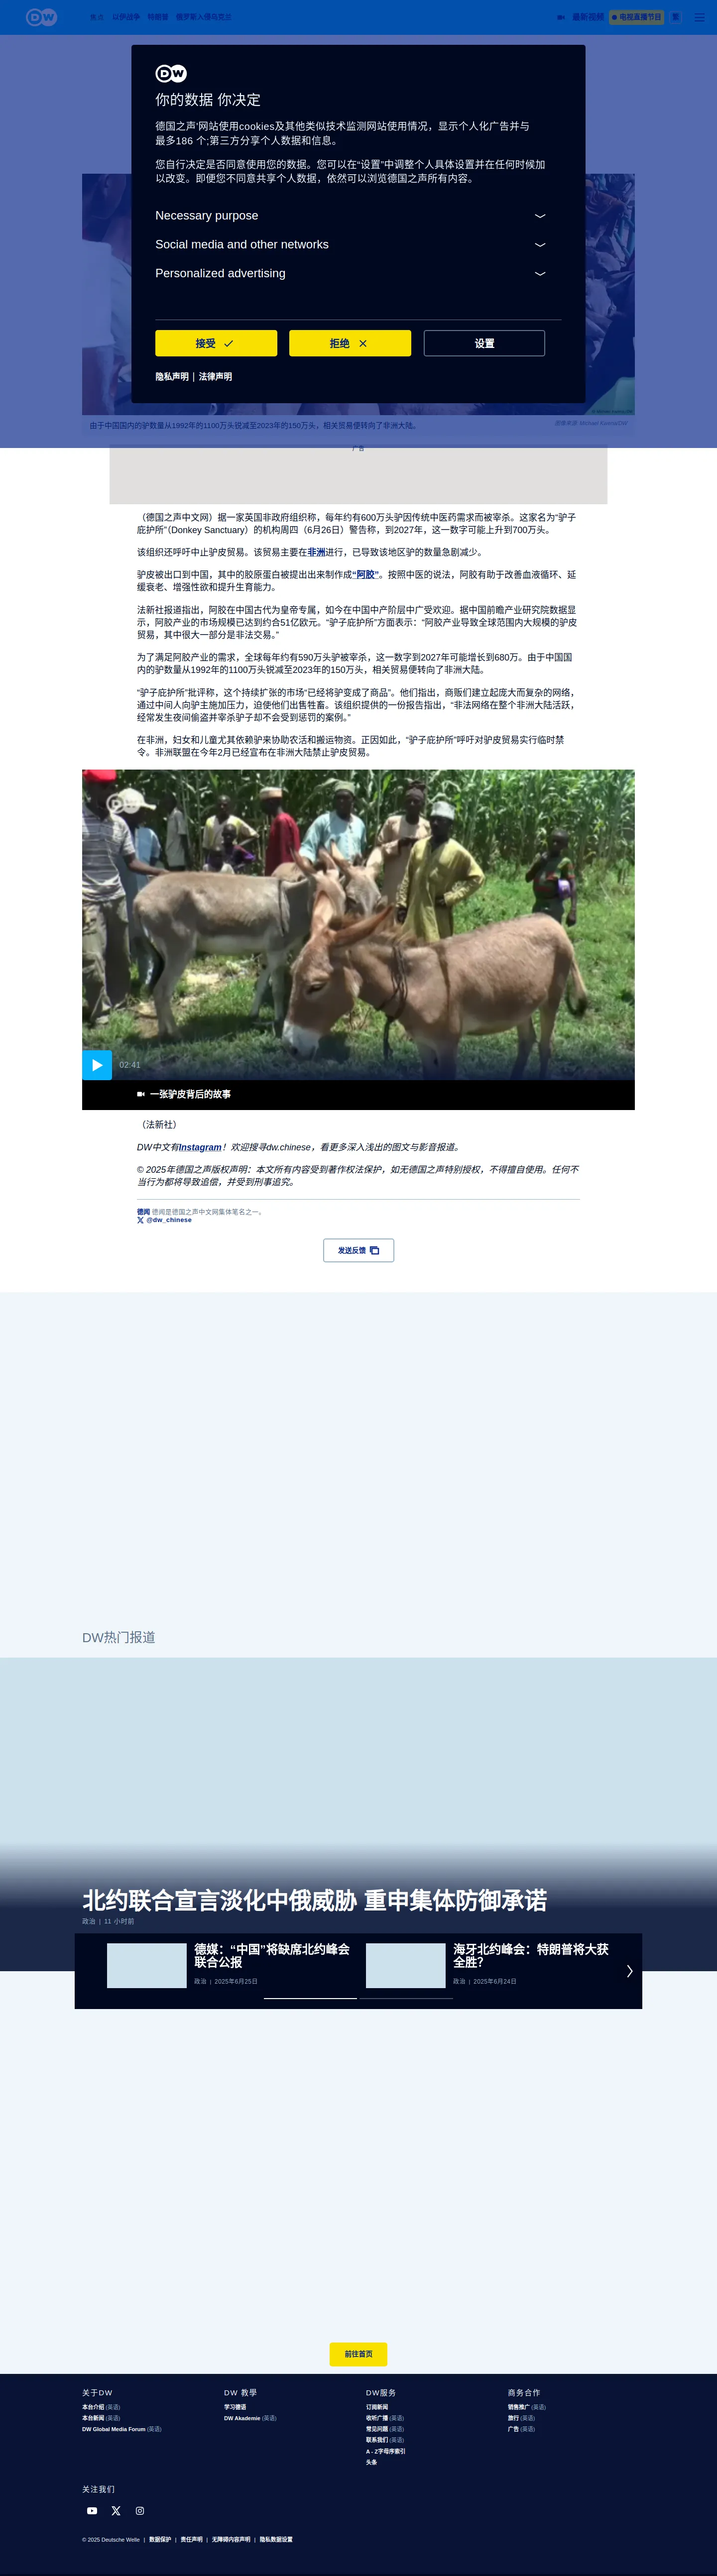 DW
焦点 以伊战争 特朗普 俄罗斯入侵乌克兰
最新视频 电视直播节目 繁
DW
你的数据 你决定
德国之声'网站使用cookies及其他类似技术监测网站使用情况，显示个人化广告并与
最多186 个;第三方分享个人数据和信息。
您自行决定是否同意使用您的数据。您可以在“设置”中调整个人具体设置并在任何时候加
以改变。即便您不同意共享个人数据，依然可以浏览德国之声所有内容。
Necessary purpose
Social media and other networks
Personalized advertising
接受
拒绝
设置
隐私声明 | 法律声明
由于中国国内的驴数量从1992年的1100万头锐减至2023年的150万头，相关贸易便转向了非洲大陆。
广告
（德国之声中文网）据一家英国非政府组织称，每年约有600万头驴因传统中医药需求而被宰杀。这家名为“驴子
庇护所”（Donkey Sanctuary）的机构周四（6月26日）警告称，到2027年，这一数字可能上升到700万头。
该组织还呼吁中止驴皮贸易。该贸易主要在非洲进行，已导致该地区驴的数量急剧减少。
驴皮被出口到中国，其中的胶原蛋白被提出出来制作成“阿胶”。按照中医的说法，阿胶有助于改善血液循环、延
缓衰老、增强性欲和提升生育能力。
法新社报道指出，阿胶在中国古代为皇帝专属，如今在中国中产阶层中广受欢迎。据中国前瞻产业研究院数据显
示，阿胶产业的市场规模已达到约合51亿欧元。“驴子庇护所”方面表示：“阿胶产业导致全球范围内大规模的驴皮
贸易，其中很大一部分是非法交易。”
为了满足阿胶产业的需求，全球每年约有590万头驴被宰杀，这一数字到2027年可能增长到680万。由于中国国
内的驴数量从1992年的1100万头锐减至2023年的150万头，相关贸易便转向了非洲大陆。
“驴子庇护所”批评称，这个持续扩张的市场“已经将驴变成了商品”。他们指出，商贩们建立起庞大而复杂的网络，
通过中间人向驴主施加压力，迫使他们出售牲畜。该组织提供的一份报告指出，“非法网络在整个非洲大陆活跃，
经常发生夜间偷盗并宰杀驴子却不会受到惩罚的案例。”
在非洲，妇女和儿童尤其依赖驴来协助农活和搬运物资。正因如此，“驴子庇护所”呼吁对驴皮贸易实行临时禁
令。非洲联盟在今年2月已经宣布在非洲大陆禁止驴皮贸易。
02:41
一张驴皮背后的故事
（法新社）
DW中文有Instagram！欢迎搜寻dw.chinese，看更多深入浅出的图文与影音报道。
© 2025年德国之声版权声明：本文所有内容受到著作权法保护，如无德国之声特别授权，不得擅自使用。任何不
当行为都将导致追偿，并受到刑事追究。
德闻 德闻是德国之声中文网集体笔名之一。
@dw_chinese
发送反馈
DW热门报道
北约联合宣言淡化中俄威胁 重申集体防御承诺
政治 | 11 小时前
德媒：“中国”将缺席北约峰会
联合公报
政治 | 2025年6月25日
海牙北约峰会：特朗普将大获
全胜？
政治 | 2025年6月24日
前往首页
关于DW
本台介绍 (英语)
本台新闻 (英语)
DW Global Media Forum (英语)
DW 教學
学习德语
DW Akademie (英语)
DW服务
订阅新闻
收听广播 (英语)
常见问题 (英语)
联系我们 (英语)
A - Z字母序索引
头条
商务合作
销售推广 (英语)
旅行 (英语)
广告 (英语)
关注我们
© 2025 Deutsche Welle | 数据保护 | 责任声明 | 无障碍内容声明 | 隐私数据设置